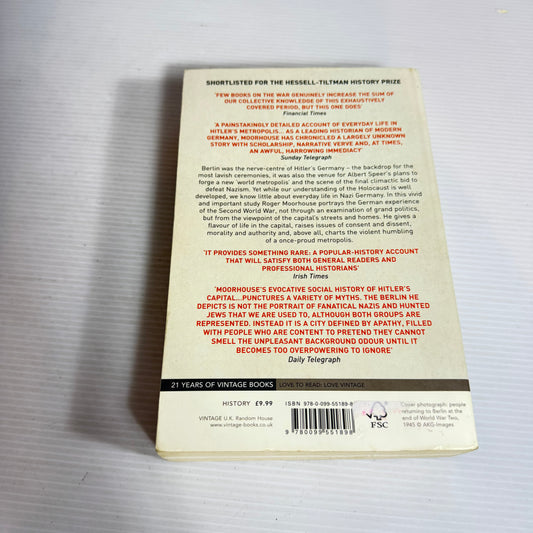 SHORTLISTED FOR THE HESSELL-TILTMAN HISTORY PRIZE
'FEW BOOKS ON THE WAR GENUINELY INCREASE THE SUM OF
OUR COLLECTIVE KNOWLEDGE OF THIS EXHAUSTIVELY
COVERED PERIOD, BUT THIS ONE DOES'
Financial Times
'A PAINSTAKINGLY DETAILED ACCOUNT OF EVERYDAY LIFE IN
HITLER'S METROPOLIS... AS A LEADING HISTORIAN OF MODERN
GERMANY, MOORHOUSE HAS CHRONICLED A LARGELY UNKNOWN
STORY WITH SCHOLARSHIP, NARRATIVE VERVE AND, AT TIMES,
AN AWFUL, HARROWING IMMEDIACY'
Sunday Telegraph
Berlin was the nerve-centre of Hitler's Germany – the backdrop for the
most lavish ceremonies, it was also the venue for Albert Speer's plans to
forge a new 'world metropolis' and the scene of the final climactic bid to
defeat Nazism. Yet while our understanding of the Holocaust is well
developed, we know little about everyday life in Nazi Germany. In this vivid
and important study Roger Moorhouse portrays the German experience
of the Second World War, not through an examination of grand politics,
but from the viewpoint of the capital's streets and homes. He gives a
flavour of life in the capital, raises issues of consent and dissent,
morality and authority and, above all, charts the violent humbling
of a once-proud metropolis.
'IT PROVIDES SOMETHING RARE: A POPULAR-HISTORY ACCOUNT
THAT WILL SATISFY BOTH GENERAL READERS AND
PROFESSIONAL HISTORIANS'
Irish Times
'MOORHOUSE'S EVOCATIVE SOCIAL HISTORY OF HITLER'S
CAPITAL...PUNCTURES A VARIETY OF MYTHS. THE BERLIN HE
DEPICTS IS NOT THE PORTRAIT OF FANATICAL NAZIS AND HUNTED
JEWS THAT WE ARE USED TO, ALTHOUGH BOTH GROUPS ARE
REPRESENTED. INSTEAD IT IS A CITY DEFINED BY APATHY, FILLED
WITH PEOPLE WHO ARE CONTENT TO PRETEND THEY CANNOT
SMELL THE UNPLEASANT BACKGROUND ODOUR UNTIL IT
BECOMES TOO OVERPOWERING TO IGNORE'
Daily Telegraph
21 YEARS OF VINTAGE BOOKS LOVE TO READ: LOVE VINTAGE
HISTORY £9.99
VINTAGE U.K. Random House
www.vintage-books.co.uk
ISBN 978-0-099-55189-8
9 780099 551898
FSC
Cover photograph: people
returning to Berlin at the
end of World War Two,
1945 © AKG-Images